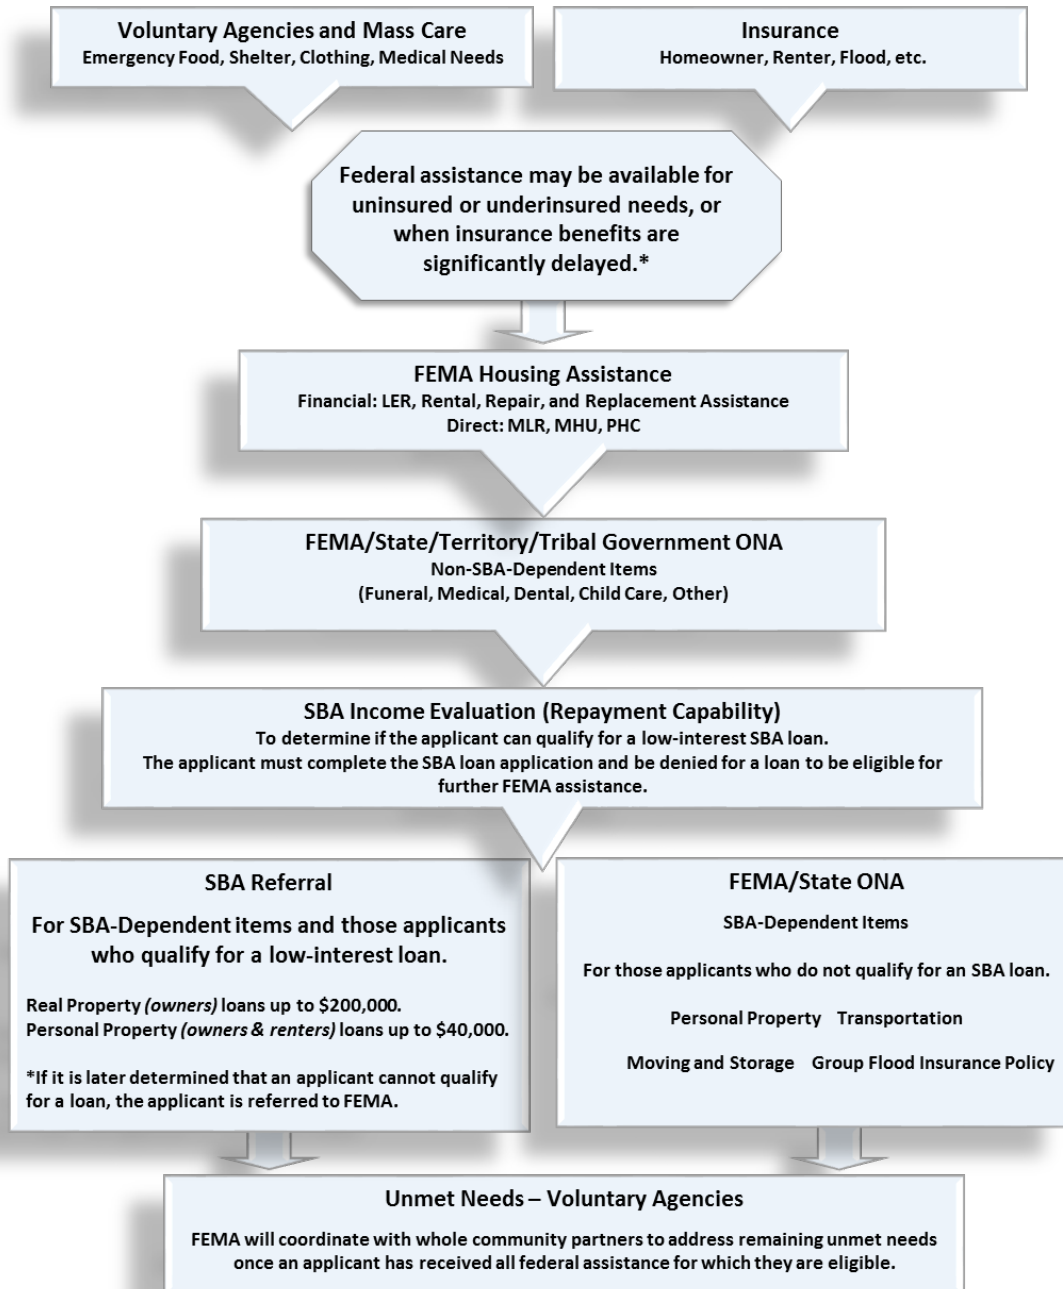 Voluntary Agencies and Mass Care
Emergency Food, Shelter, Clothing, Medical Needs
Insurance
Homeowner, Renter, Flood, etc.
Federal assistance may be available for
uninsured or underinsured needs, or
when insurance benefits are
significantly delayed.*
FEMA Housing Assistance
Financial: LER, Rental, Repair, and Replacement Assistance
Direct: MLR, MHU, PHC
FEMA/State/Territory/Tribal Government ONA
Non-SBA-Dependent Items
(Funeral, Medical, Dental, Child Care, Other)
SBA Income Evaluation (Repayment Capability)
To determine if the applicant can qualify for a low-interest SBA loan.
The applicant must complete the SBA loan application and be denied for a loan to be eligible for
further FEMA assistance.
SBA Referral
For SBA-Dependent items and those applicants
who qualify for a low-interest loan.
Real Property (owners) loans up to $200,000.
Personal Property (owners & renters) loans up to $40,000.
*If it is later determined that an applicant cannot qualify
for a loan, the applicant is referred to FEMA.
FEMA/State ONA
SBA-Dependent Items
For those applicants who do not qualify for an SBA loan.
Personal Property Transportation
Moving and Storage Group Flood Insurance Policy
Unmet Needs – Voluntary Agencies
FEMA will coordinate with whole community partners to address remaining unmet needs
once an applicant has received all federal assistance for which they are eligible.